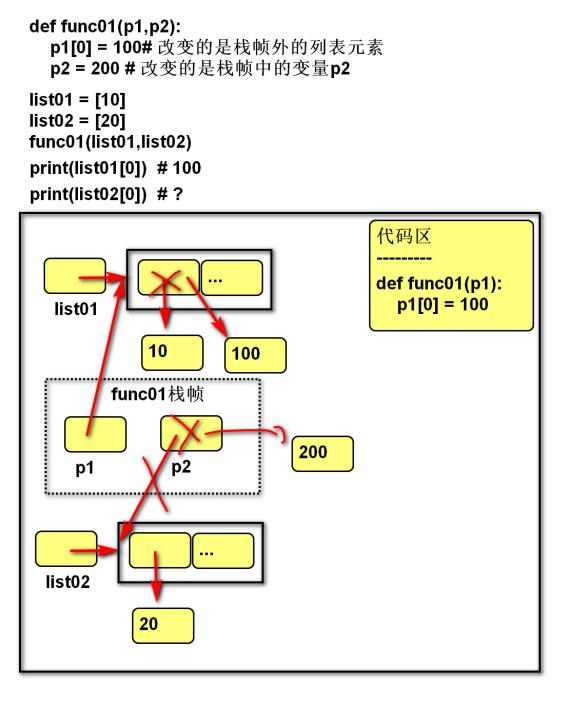 def func01(p1,p2):
    p1[0] = 100# 改变的是栈帧外的列表元素
    p2 = 200 # 改变的是栈帧中的变量p2
list01 = [10]
list02 = [20]
func01(list01,list02)
print(list01[0])  # 100
print(list02[0])  # ?
代码区
---------
def func01(p1):
    p1[0] = 100
...
list01
10
100
func01栈帧
p1
p2
200
...
list02
20